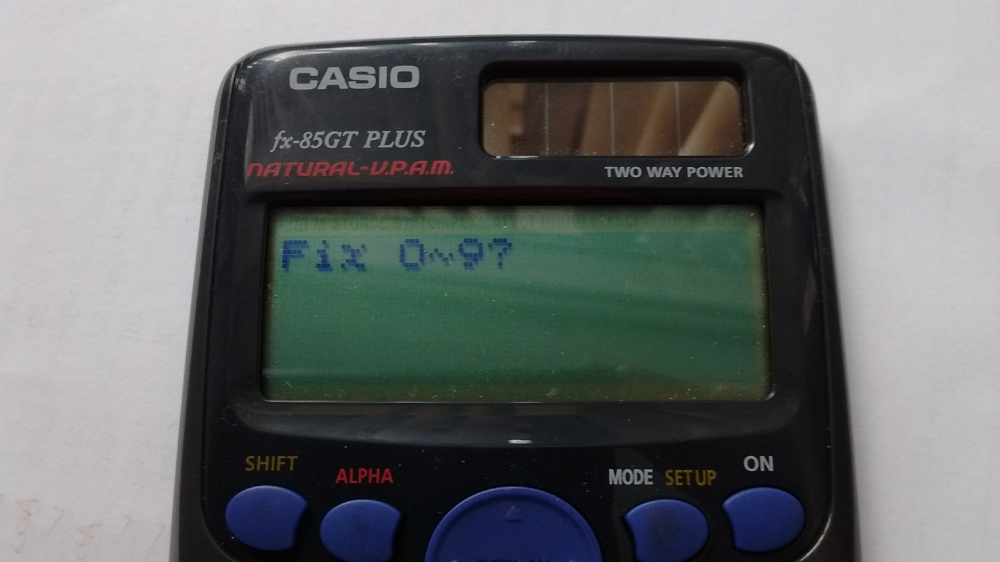 CASIO
fx-85GT PLUS
NATURAL-V.P.A.M.
TWO WAY POWER
Fix 0~9?
SHIFT
ALPHA
MODE SETUP
ON